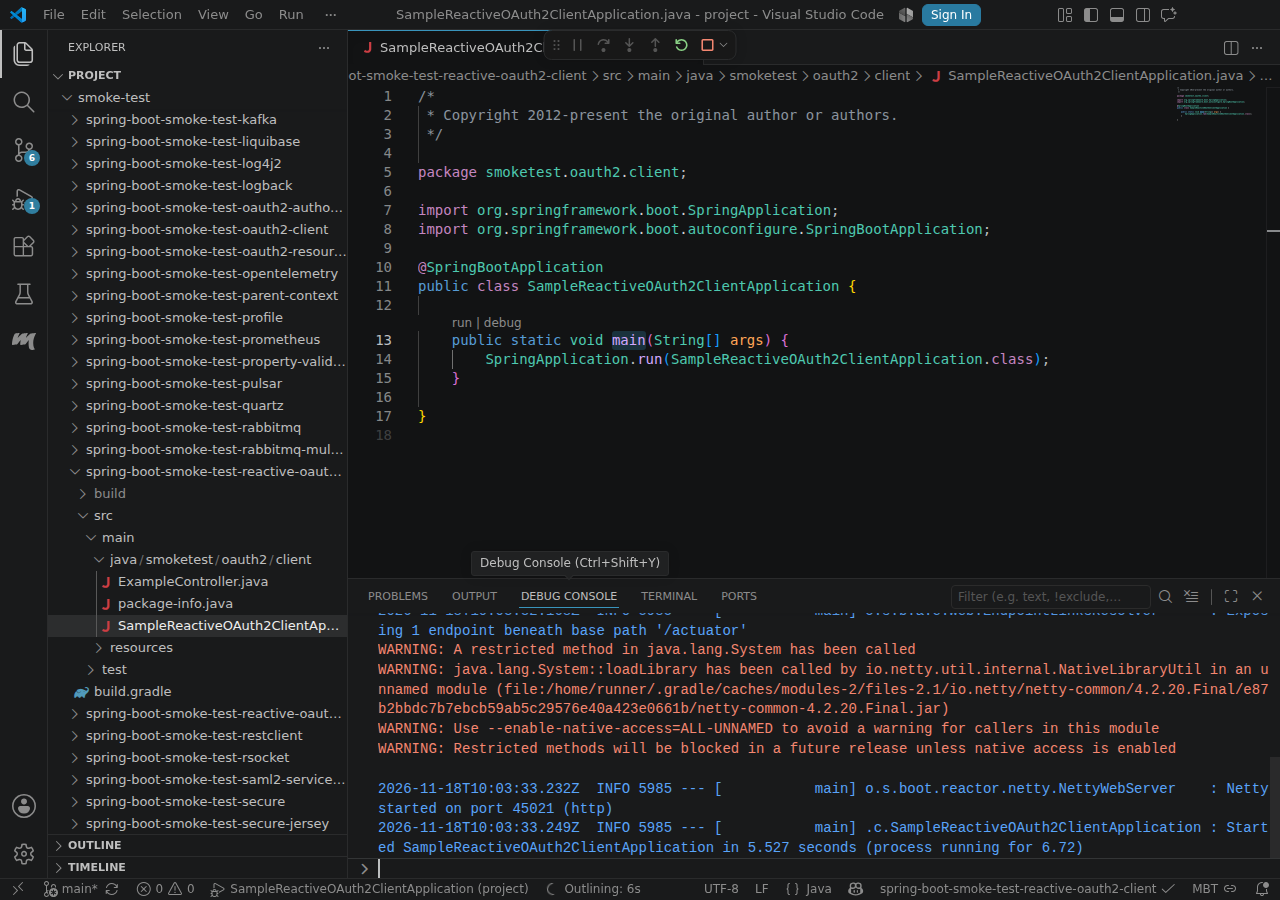 File Edit Selection View Go Run ··· SampleReactiveOAuth2ClientApplication.java - project - Visual Studio Code Sign In
EXPLORER
PROJECT
smoke-test
spring-boot-smoke-test-kafka
spring-boot-smoke-test-liquibase
spring-boot-smoke-test-log4j2
spring-boot-smoke-test-logback
spring-boot-smoke-test-oauth2-autho...
spring-boot-smoke-test-oauth2-client
spring-boot-smoke-test-oauth2-resour...
spring-boot-smoke-test-opentelemetry
spring-boot-smoke-test-parent-context
spring-boot-smoke-test-profile
spring-boot-smoke-test-prometheus
spring-boot-smoke-test-property-valid...
spring-boot-smoke-test-pulsar
spring-boot-smoke-test-quartz
spring-boot-smoke-test-rabbitmq
spring-boot-smoke-test-rabbitmq-mul...
spring-boot-smoke-test-reactive-oaut...
build
src
main
java/smoketest/oauth2/client
ExampleController.java
package-info.java
SampleReactiveOAuth2ClientAp...
resources
test
build.gradle
spring-boot-smoke-test-reactive-oaut...
spring-boot-smoke-test-restclient
spring-boot-smoke-test-rsocket
spring-boot-smoke-test-saml2-service...
spring-boot-smoke-test-secure
spring-boot-smoke-test-secure-jersey
OUTLINE
TIMELINE
6
1
SampleReactiveOAuth2C
ot-smoke-test-reactive-oauth2-client > src > main > java > smoketest > oauth2 > client > SampleReactiveOAuth2ClientApplication.java > ...
1 /*
2  * Copyright 2012-present the original author or authors.
3  */
4
5 package smoketest.oauth2.client;
6
7 import org.springframework.boot.SpringApplication;
8 import org.springframework.boot.autoconfigure.SpringBootApplication;
9
10 @SpringBootApplication
11 public class SampleReactiveOAuth2ClientApplication {
12
run | debug
13     public static void main(String[] args) {
14         SpringApplication.run(SampleReactiveOAuth2ClientApplication.class);
15     }
16
17 }
18
Debug Console (Ctrl+Shift+Y)
PROBLEMS OUTPUT DEBUG CONSOLE TERMINAL PORTS Filter (e.g. text, !exclude,...
ing 1 endpoint beneath base path '/actuator'
WARNING: A restricted method in java.lang.System has been called
WARNING: java.lang.System::loadLibrary has been called by io.netty.util.internal.NativeLibraryUtil in an u
nnamed module (file:/home/runner/.gradle/caches/modules-2/files-2.1/io.netty/netty-common/4.2.20.Final/e87
b2bbdc7b7ebcb59ab5c29576e40a423e0661b/netty-common-4.2.20.Final.jar)
WARNING: Use --enable-native-access=ALL-UNNAMED to avoid a warning for callers in this module
WARNING: Restricted methods will be blocked in a future release unless native access is enabled
2026-11-18T10:03:33.232Z  INFO 5985 --- [           main] o.s.boot.reactor.netty.NettyWebServer    : Netty
started on port 45021 (http)
2026-11-18T10:03:33.249Z  INFO 5985 --- [           main] .c.SampleReactiveOAuth2ClientApplication : Start
ed SampleReactiveOAuth2ClientApplication in 5.527 seconds (process running for 6.72)
main* 0 0 SampleReactiveOAuth2ClientApplication (project) Outlining: 6s UTF-8 LF { } Java spring-boot-smoke-test-reactive-oauth2-client MBT